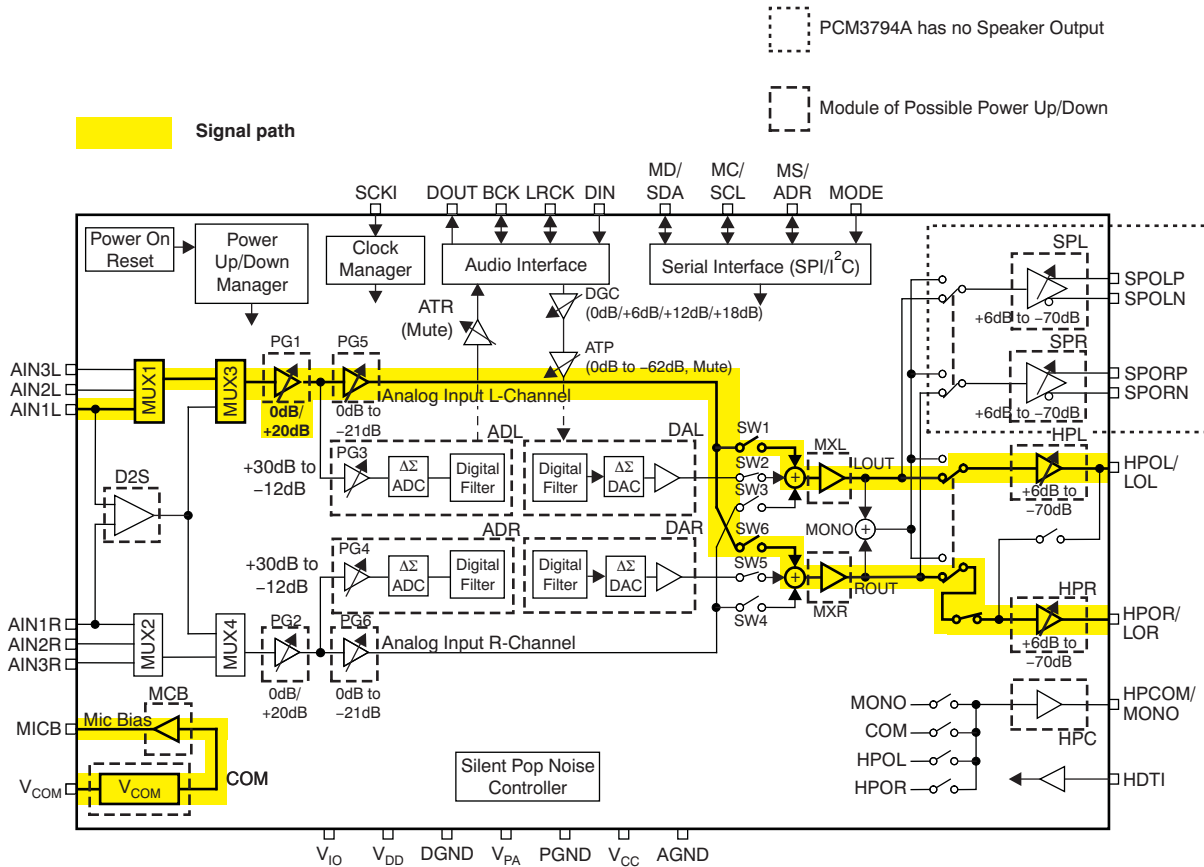 PCM3794A has no Speaker Output
Module of Possible Power Up/Down
Signal path
SCKI
DOUT
BCK
LRCK
DIN
MD/
SDA
MC/
SCL
MS/
ADR
MODE
Power On
Reset
Power
Up/Down
Manager
Clock
Manager
Audio Interface
Serial Interface (SPI/I²C)
ATR
(Mute)
DGC
(0dB/+6dB/+12dB/+18dB)
ATP
(0dB to −62dB, Mute)
SPL
+6dB to −70dB
SPOLP
SPOLN
SPR
+6dB to −70dB
SPORP
SPORN
AIN3L
AIN2L
AIN1L
MUX1
MUX3
PG1
0dB/
+20dB
PG5
0dB to
−21dB
Analog Input L-Channel
ADL
PG3
+30dB to
−12dB
ΔΣ
ADC
Digital
Filter
DAL
Digital
Filter
ΔΣ
DAC
SW1
SW2
SW3
MXL
LOUT
HPL
+6dB to
−70dB
HPOL/
LOL
D2S
MONO
ADR
PG4
+30dB to
−12dB
ΔΣ
ADC
Digital
Filter
DAR
Digital
Filter
ΔΣ
DAC
SW6
SW5
SW4
MXR
ROUT
HPR
+6dB to
−70dB
HPOR/
LOR
AIN1R
AIN2R
AIN3R
MUX2
MUX4
PG2
0dB/
+20dB
PG6
0dB to
−21dB
Analog Input R-Channel
MICB
Mic Bias
MCB
VCOM
VCOM
COM
Silent Pop Noise
Controller
MONO
COM
HPOL
HPOR
HPC
HPCOM/
MONO
HDTI
VIO
VDD
DGND
VPA
PGND
VCC
AGND